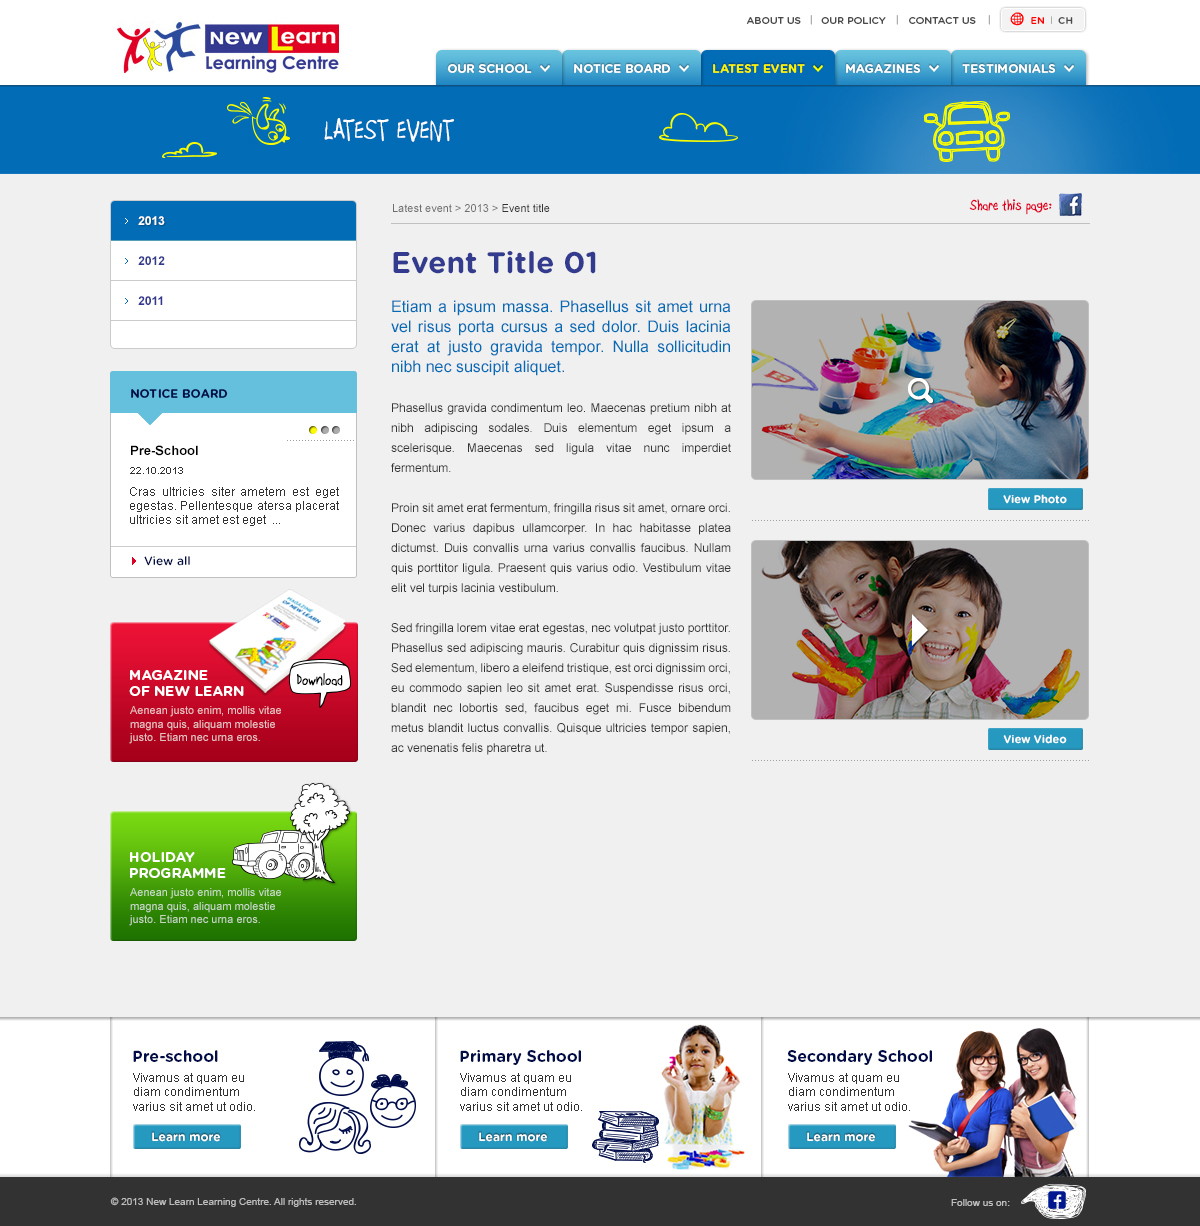 New Learn
Learning Centre
ABOUT US | OUR POLICY | CONTACT US | EN | CH
OUR SCHOOL
NOTICE BOARD
LATEST EVENT
MAGAZINES
TESTIMONIALS
LATEST EVENT
2013
2012
2011
NOTICE BOARD
Pre-School
22.10.2013
Cras ultricies siter ametem est eget
egestas. Pellentesque atersa placerat
ultricies sit amet est eget ...
View all
MAGAZINE
OF NEW LEARN
Download
MAGAZINE
OF NEW LEARN
Aenean justo enim, mollis vitae
magna quis, aliquam molestie
justo. Etiam nec urna eros.
HOLIDAY
PROGRAMME
Aenean justo enim, mollis vitae
magna quis, aliquam molestie
justo. Etiam nec urna eros.
Latest event > 2013 > Event title
Share this page:
f
Event Title 01
Etiam a ipsum massa. Phasellus sit amet urna
vel risus porta cursus a sed dolor. Duis lacinia
erat at justo gravida tempor. Nulla sollicitudin
nibh nec suscipit aliquet.
Phasellus gravida condimentum leo. Maecenas pretium nibh at
nibh adipiscing sodales. Duis elementum eget ipsum a
scelerisque. Maecenas sed ligula vitae nunc imperdiet
fermentum.
Proin sit amet erat fermentum, fringilla risus sit amet, ornare orci.
Donec varius dapibus ullamcorper. In hac habitasse platea
dictumst. Duis convallis urna varius convallis faucibus. Nullam
quis porttitor ligula. Praesent quis varius odio. Vestibulum vitae
elit vel turpis lacinia vestibulum.
Sed fringilla lorem vitae erat egestas, nec volutpat justo porttitor.
Phasellus sed adipiscing mauris. Curabitur quis dignissim risus.
Sed elementum, libero a eleifend tristique, est orci dignissim orci,
eu commodo sapien leo sit amet erat. Suspendisse risus orci,
blandit nec lobortis sed, faucibus eget mi. Fusce bibendum
metus blandit luctus convallis. Quisque ultricies tempor sapien,
ac venenatis felis pharetra ut.
View Photo
View Video
Pre-school
Vivamus at quam eu
diam condimentum
varius sit amet ut odio.
Learn more
Primary School
Vivamus at quam eu
diam condimentum
varius sit amet ut odio.
Learn more
Secondary School
Vivamus at quam eu
diam condimentum
varius sit amet ut odio.
Learn more
© 2013 New Learn Learning Centre. All rights reserved.
Follow us on:
f